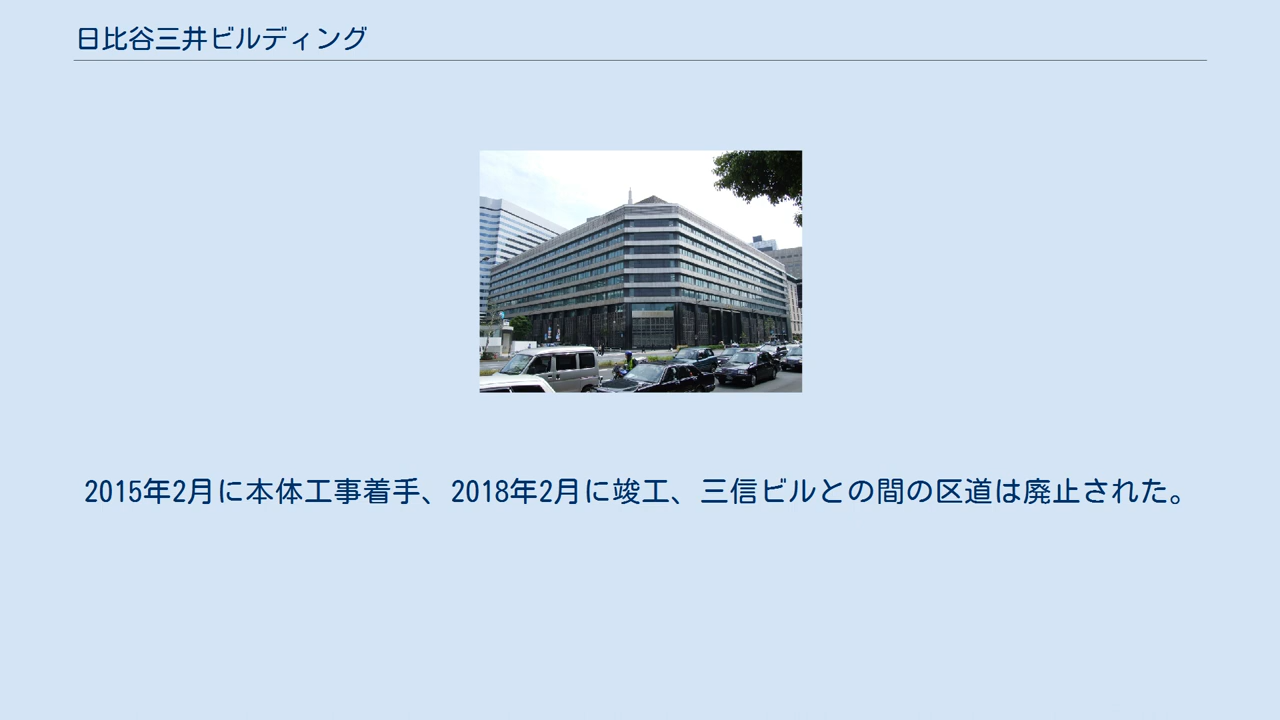 日比谷三井ビルディング
2015年2月に本体工事着手、2018年2月に竣工、三信ビルとの間の区道は廃止された。